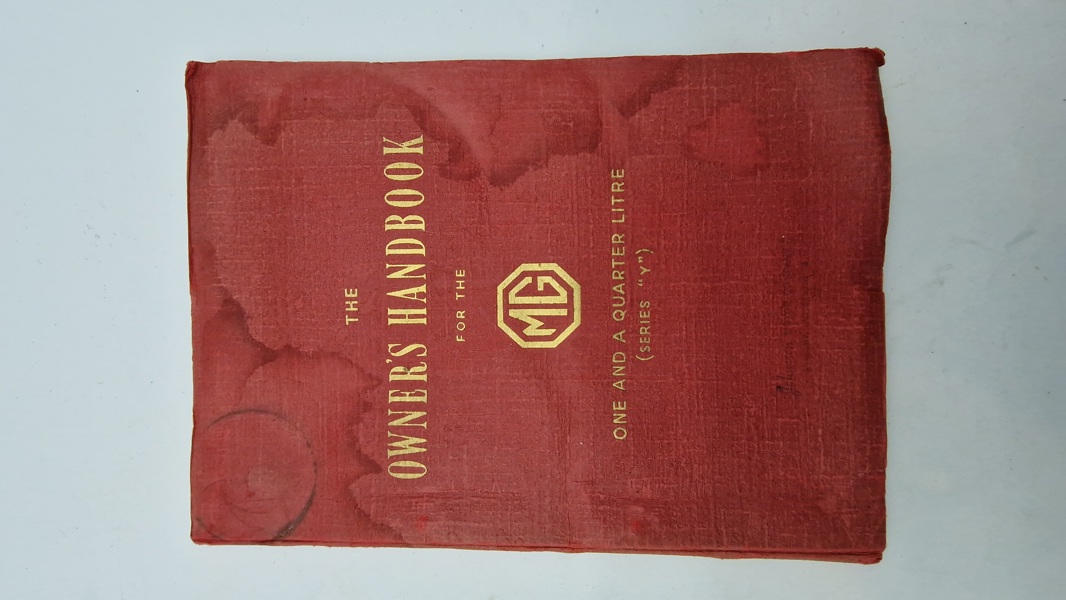 THE
OWNER'S HANDBOOK
FOR THE
MG
ONE AND A QUARTER LITRE
(SERIES "Y")